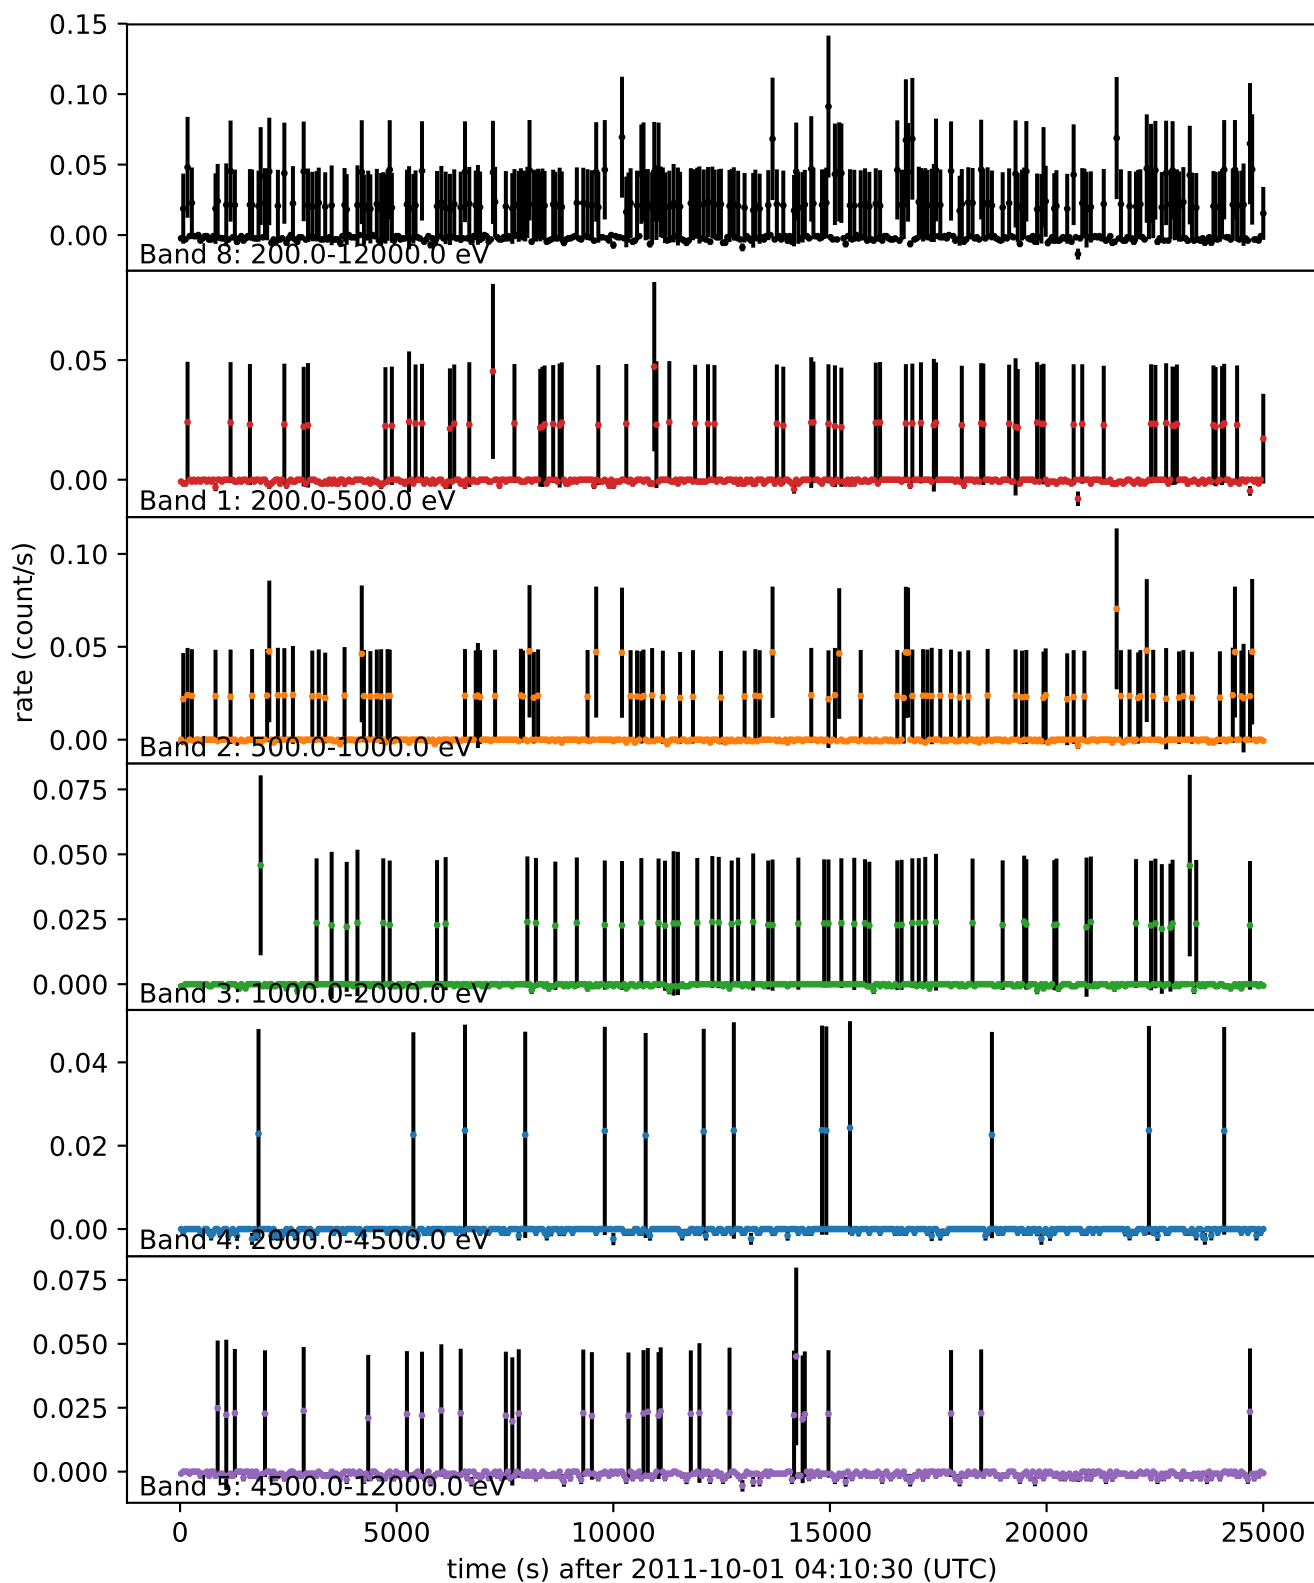 0.15
0.10
0.05
0.00
Band 8: 200.0-12000.0 eV
0.05
0.00
Band 1: 200.0-500.0 eV
rate (count/s)
0.10
0.05
0.00
Band 2: 500.0-1000.0 eV
0.075
0.050
0.025
0.000
Band 3: 1000.0-2000.0 eV
0.04
0.02
0.00
Band 4: 2000.0-4500.0 eV
0.075
0.050
0.025
0.000
Band 5: 4500.0-12000.0 eV
0 5000 10000 15000 20000 25000
time (s) after 2011-10-01 04:10:30 (UTC)